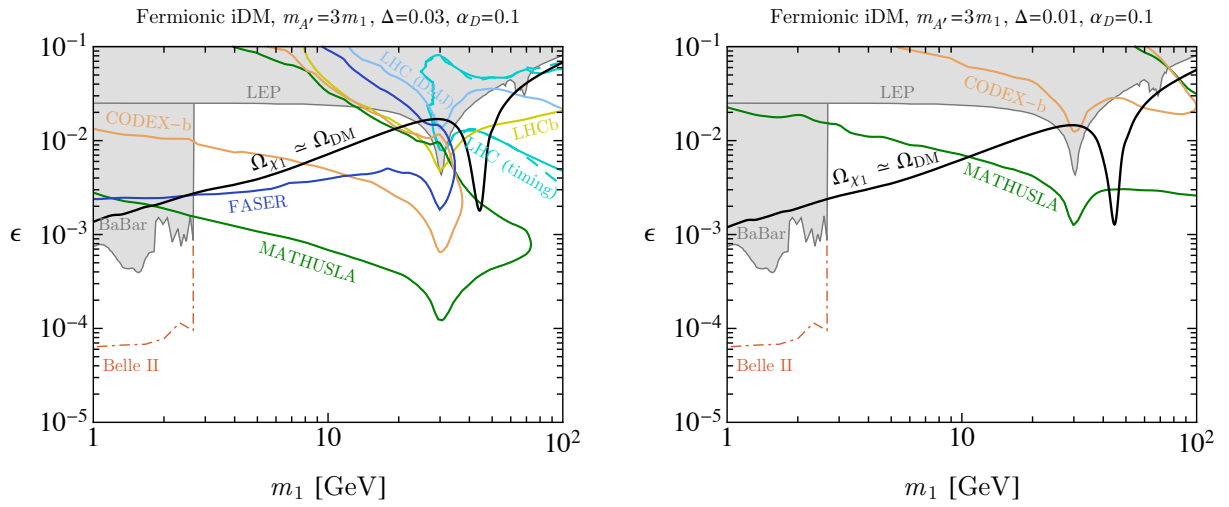 Fermionic iDM, m_{A′}=3m_1, Δ=0.03, α_D=0.1
10^{-1}
10^{-2}
10^{-3}
10^{-4}
10^{-5}
ϵ
LHC (DMJ)
LEP
CODEX−b
Ω_{χ1} ≃ Ω_{DM}
LHCb
LHC (timing)
FASER
BaBar
MATHUSLA
Belle II
1
10
10^2
m_1 [GeV]
Fermionic iDM, m_{A′}=3m_1, Δ=0.01, α_D=0.1
10^{-1}
10^{-2}
10^{-3}
10^{-4}
10^{-5}
ϵ
CODEX−b
LEP
Ω_{χ1} ≃ Ω_{DM}
MATHUSLA
BaBar
Belle II
1
10
10^2
m_1 [GeV]